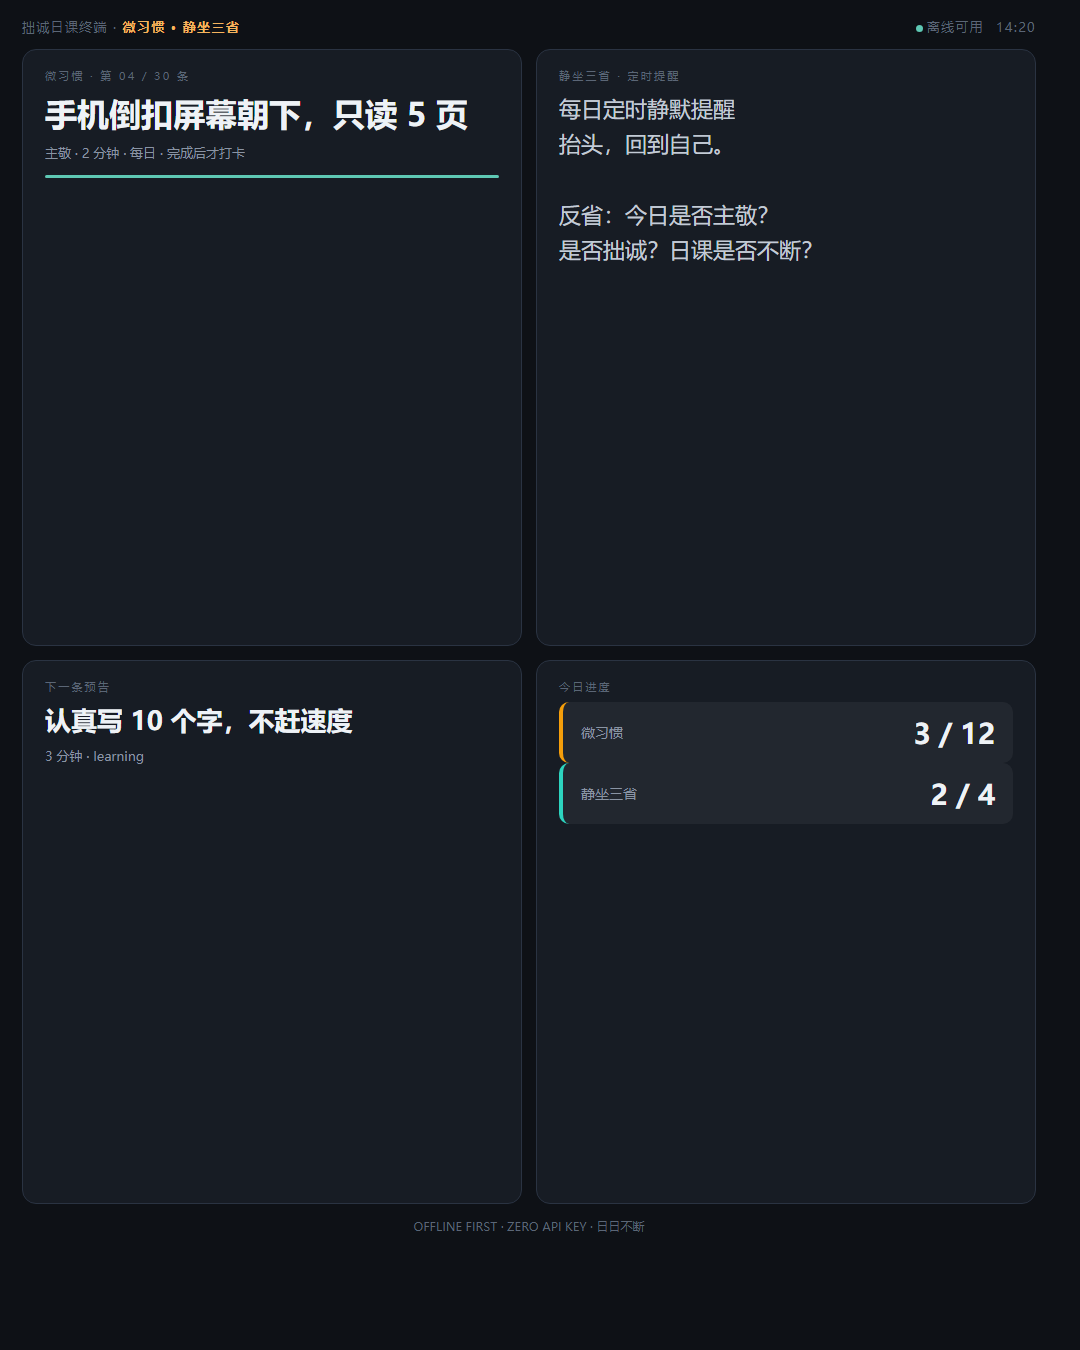 拙诚日课终端 · 微习惯 • 静坐三省
离线可用 14:20
微习惯 · 第 04 / 30 条
手机倒扣屏幕朝下，只读 5 页
主敬 · 2 分钟 · 每日 · 完成后才打卡
静坐三省 · 定时提醒
每日定时静默提醒
抬头，回到自己。
反省：今日是否主敬？
是否拙诚？日课是否不断？
下一条预告
认真写 10 个字，不赶速度
3 分钟 · learning
今日进度
微习惯 3 / 12
静坐三省 2 / 4
OFFLINE FIRST · ZERO API KEY · 日日不断